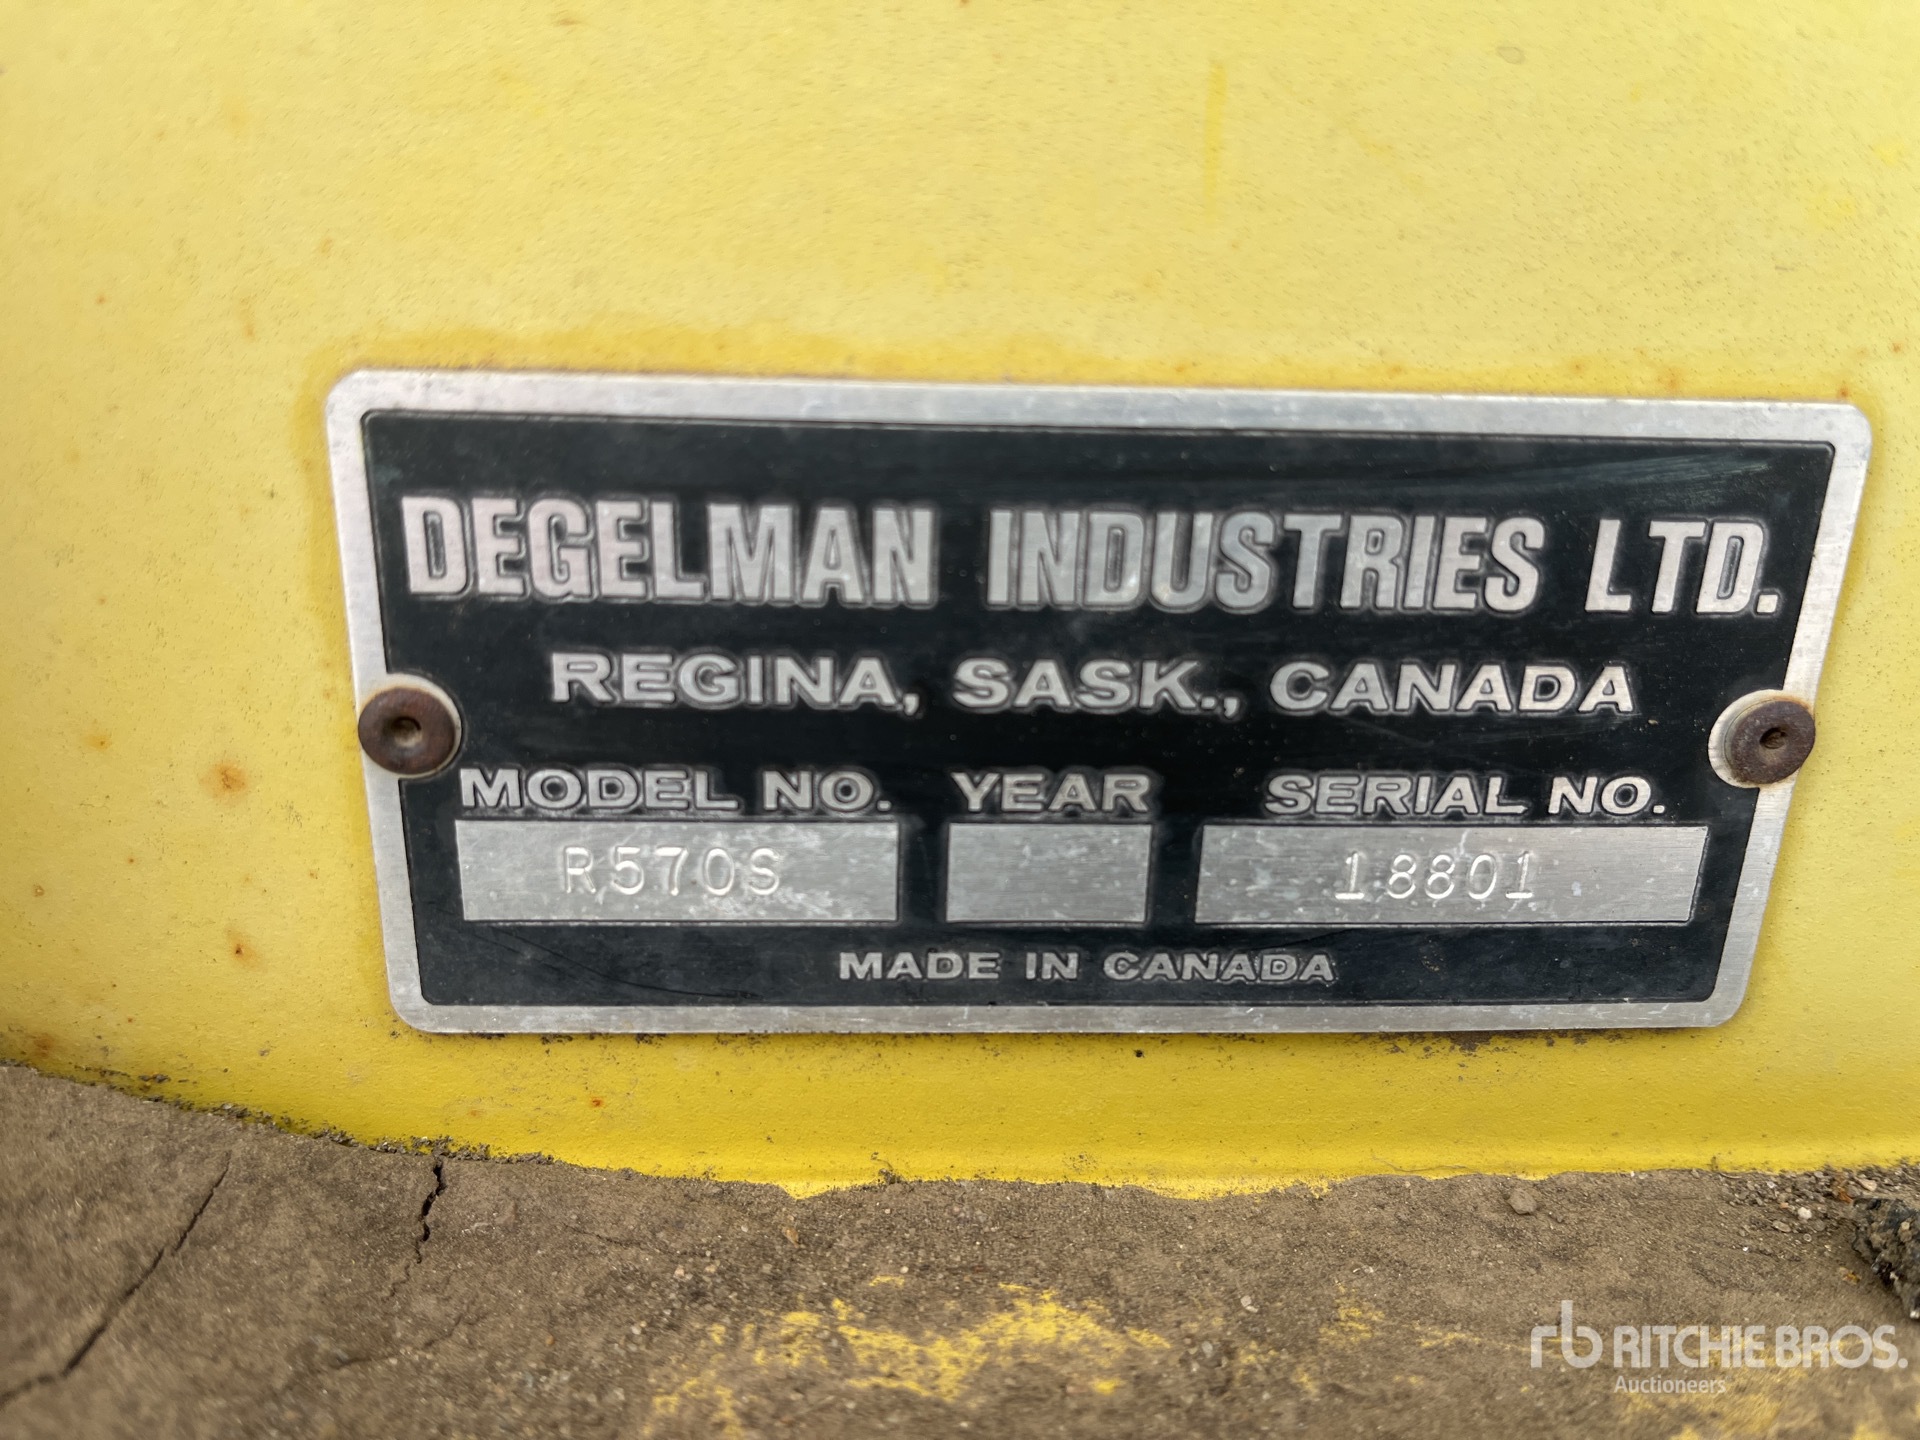 DEGELMAN INDUSTRIES LTD.
REGINA, SASK., CANADA
MODEL NO. YEAR SERIAL NO.
R570S 18801
MADE IN CANADA
rb RITCHIE BROS.
Auctioneers